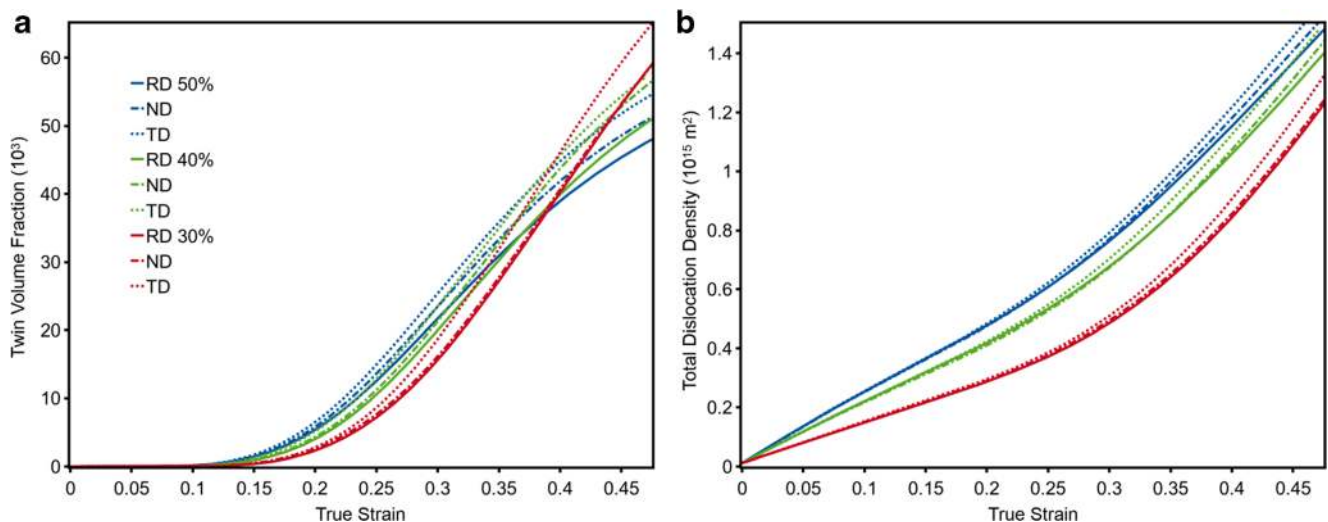 a
Twin Volume Fraction (10³)
60
50
40
30
20
10
0
RD 50%
ND
TD
RD 40%
ND
TD
RD 30%
ND
TD
0 0.05 0.1 0.15 0.2 0.25 0.3 0.35 0.4 0.45
True Strain
b
Total Dislocation Density (10¹⁵ m²)
1.4
1.2
1
0.8
0.6
0.4
0.2
0
0 0.05 0.1 0.15 0.2 0.25 0.3 0.35 0.4 0.45
True Strain